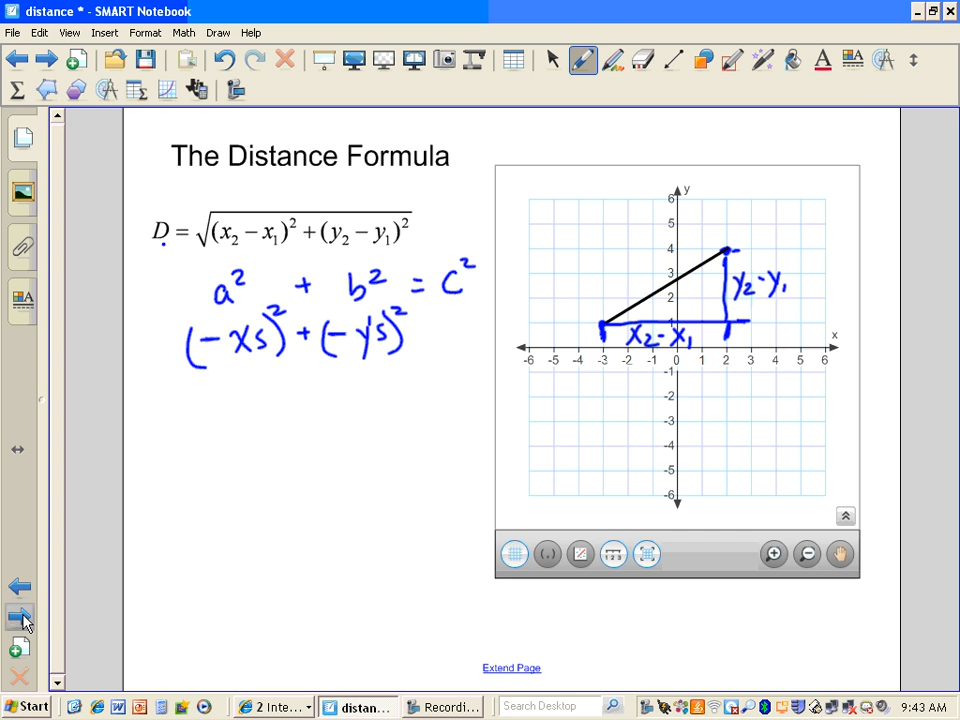 distance * - SMART Notebook
File Edit View Insert Format Math Draw Help
The Distance Formula
D = √(x₂ − x₁)² + (y₂ − y₁)²
a² + b² = c²
(− x's)² + (− y's)²
y
6
5
4
3
2
1
y₂ − y₁
x₂ − x₁
x
-6 -5 -4 -3 -2 -1 0 1 2 3 4 5 6
-1
-2
-3
-4
-5
-6
Extend Page
Start 2 Inte... distan... Recordi... Search Desktop 9:43 AM